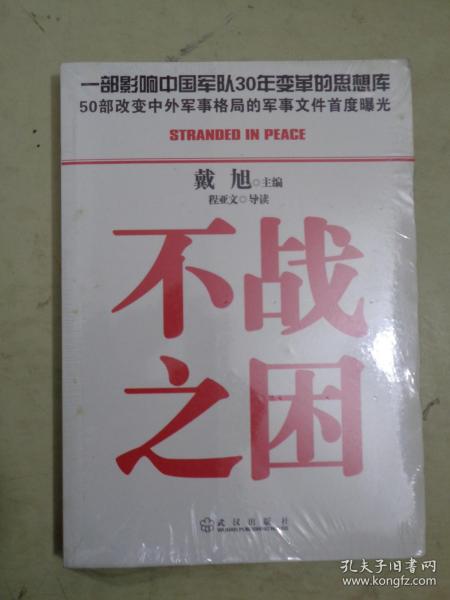 一部影响中国军队30年变革的思想库
50部改变中外军事格局的军事文件首度曝光
STRANDED IN PEACE
戴旭◎主编
程亚文◎导读
不战
之困
武汉出版社
WUHAN PUBLISHING HOUSE
孔夫子旧书网
www.kongfz.com